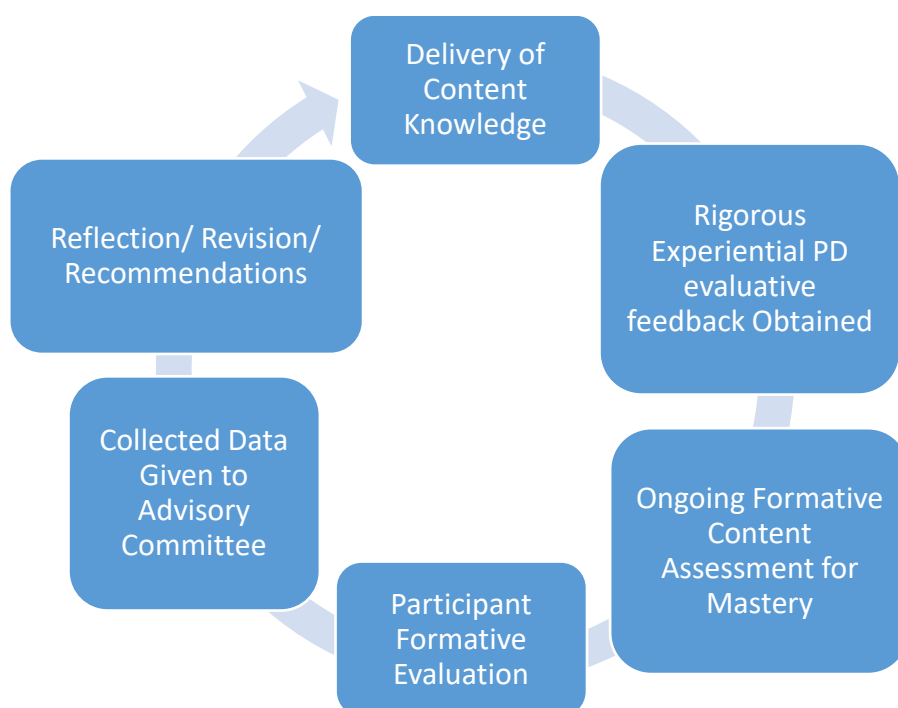 Delivery of
Content
Knowledge
Rigorous
Experiential PD
evaluative
feedback Obtained
Ongoing Formative
Content
Assessment for
Mastery
Participant
Formative
Evaluation
Collected Data
Given to
Advisory
Committee
Reflection/ Revision/
Recommendations